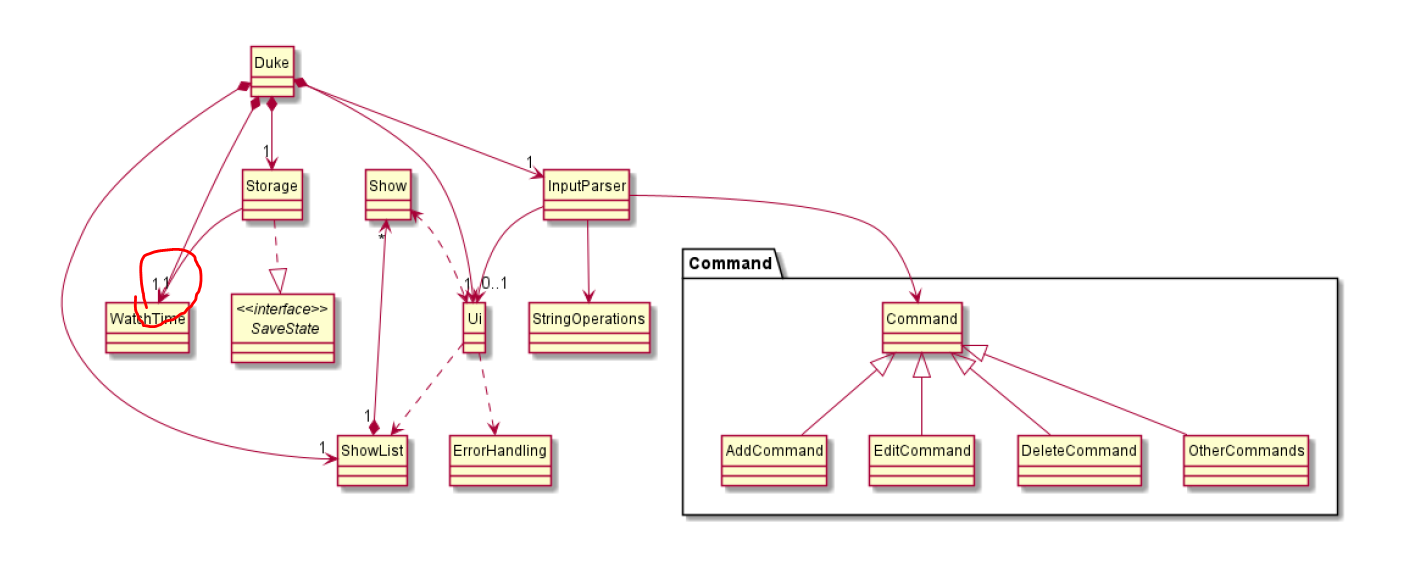 Duke
1
1
Storage
Show
InputParser
*
Command
1
1
1
0..1
WatchTime
<<interface>>
SaveState
Ui
StringOperations
Command
1
1
ShowList
ErrorHandling
AddCommand
EditCommand
DeleteCommand
OtherCommands